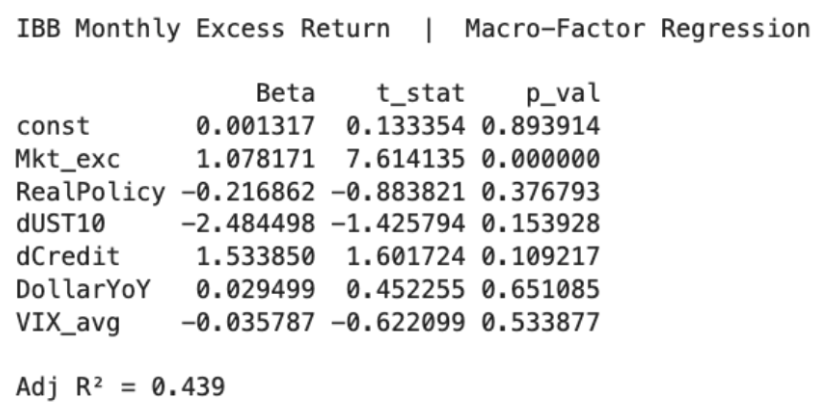 IBB Monthly Excess Return | Macro-Factor Regression
Beta t_stat p_val
const 0.001317 0.133354 0.893914
Mkt_exc 1.078171 7.614135 0.000000
RealPolicy -0.216862 -0.883821 0.376793
dUST10 -2.484498 -1.425794 0.153928
dCredit 1.533850 1.601724 0.109217
DollarYoY 0.029499 0.452255 0.651085
VIX_avg -0.035787 -0.622099 0.533877
Adj R² = 0.439